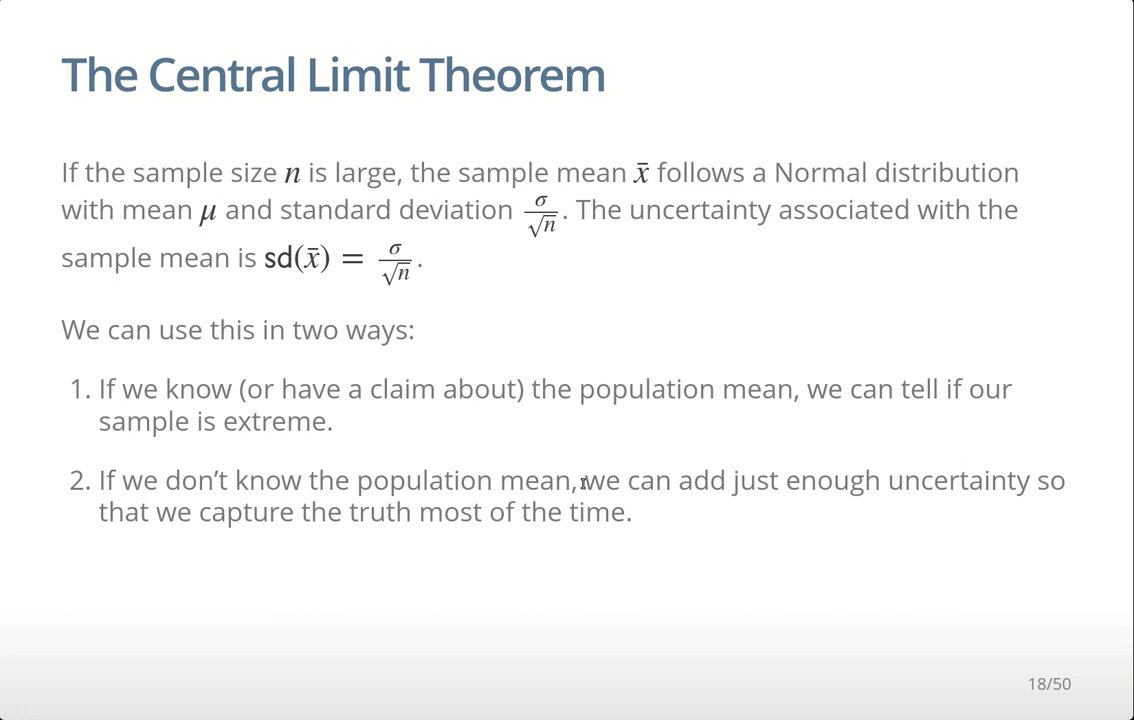 The Central Limit Theorem
If the sample size n is large, the sample mean x̄ follows a Normal distribution
with mean μ and standard deviation σ/√n. The uncertainty associated with the
sample mean is sd(x̄) = σ/√n.
We can use this in two ways:
1. If we know (or have a claim about) the population mean, we can tell if our
sample is extreme.
2. If we don’t know the population mean, we can add just enough uncertainty so
that we capture the truth most of the time.
18/50